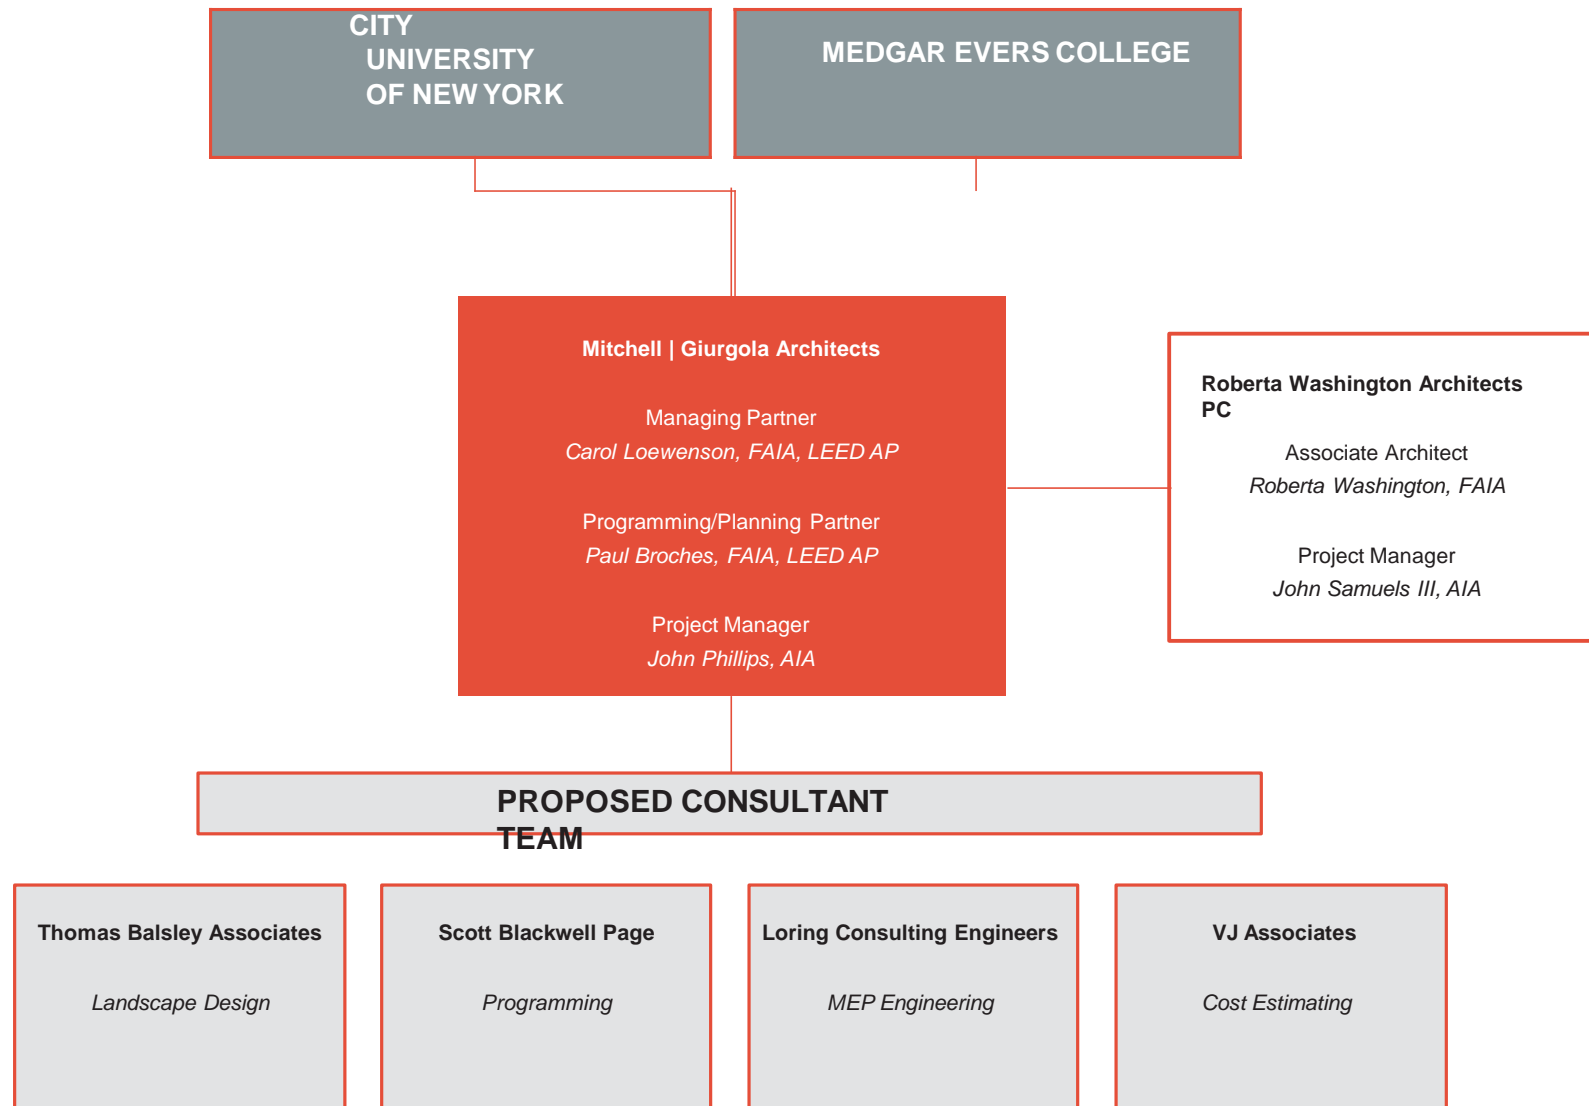 CITY
UNIVERSITY
OF NEW YORK
MEDGAR EVERS COLLEGE
Mitchell | Giurgola Architects
Managing Partner
Carol Loewenson, FAIA, LEED AP
Programming/Planning Partner
Paul Broches, FAIA, LEED AP
Project Manager
John Phillips, AIA
Roberta Washington Architects
PC
Associate Architect
Roberta Washington, FAIA
Project Manager
John Samuels III, AIA
PROPOSED CONSULTANT
TEAM
Thomas Balsley Associates
Landscape Design
Scott Blackwell Page
Programming
Loring Consulting Engineers
MEP Engineering
VJ Associates
Cost Estimating